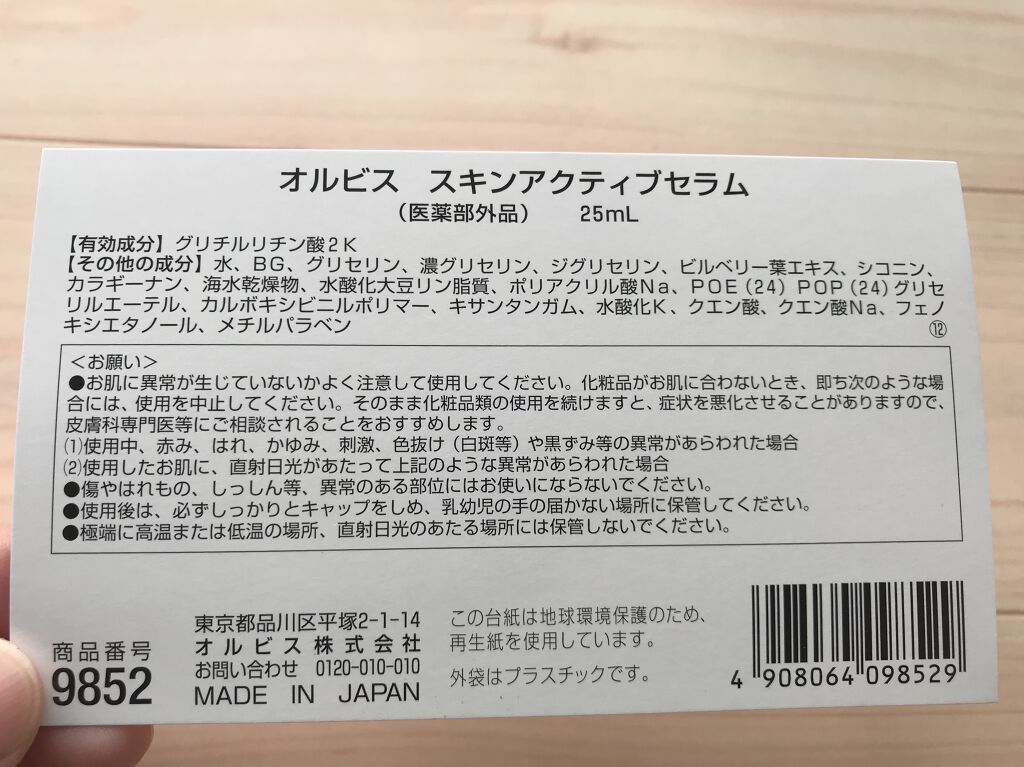 オルビス　スキンアクティブセラム
（医薬部外品）　25mL
【有効成分】グリチルリチン酸2K
【その他の成分】水、BG、グリセリン、濃グリセリン、ジグリセリン、ビルベリー葉エキス、シコニン、
カラギーナン、海水乾燥物、水酸化大豆リン脂質、ポリアクリル酸Na、POE(24)POP(24)グリセ
リルエーテル、カルボキシビニルポリマー、キサンタンガム、水酸化K、クエン酸、クエン酸Na、フェノ
キシエタノール、メチルパラベン
⑫
＜お願い＞
●お肌に異常が生じていないかよく注意して使用してください。化粧品がお肌に合わないとき、即ち次のような場
合には、使用を中止してください。そのまま化粧品類の使用を続けますと、症状を悪化させることがありますので、
皮膚科専門医等にご相談されることをおすすめします。
(1)使用中、赤み、はれ、かゆみ、刺激、色抜け（白斑等）や黒ずみ等の異常があらわれた場合
(2)使用したお肌に、直射日光があたって上記のような異常があらわれた場合
●傷やはれもの、しっしん等、異常のある部位にはお使いにならないでください。
●使用後は、必ずしっかりとキャップをしめ、乳幼児の手の届かない場所に保管してください。
●極端に高温または低温の場所、直射日光のあたる場所には保管しないでください。
商品番号
9852
東京都品川区平塚2-1-14
オルビス株式会社
お問い合わせ　0120-010-010
MADE IN JAPAN
この台紙は地球環境保護のため、
再生紙を使用しています。
外袋はプラスチックです。
4 908064 098529